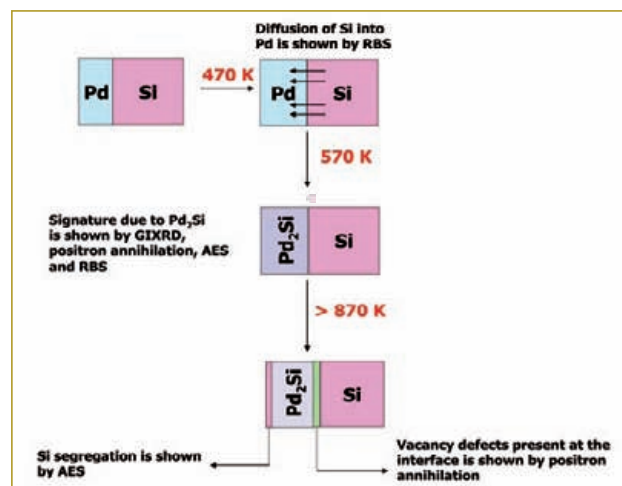 Diffusion of Si into
Pd is shown by RBS
Pd
Si
470 K
Pd
Si
570 K
Signature due to Pd₂Si
is shown by GIXRD,
positron annihilation, AES
and RBS
Pd₂Si
Si
> 870 K
Pd₂Si
Si
Si segregation is shown
by AES
Vacancy defects present at the
interface is shown by positron
annihilation